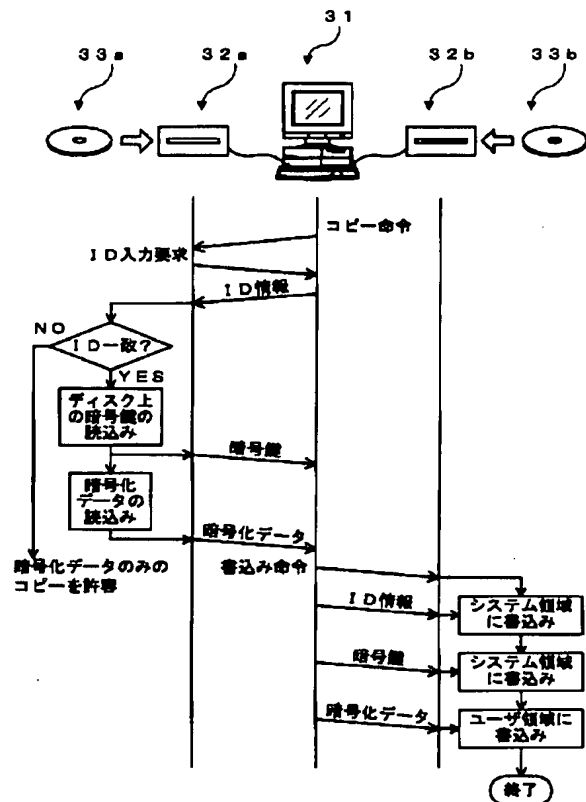 31
33a
32a
32b
33b
コピー命令
ID入力要求
ID情報
NO
ID一致?
YES
ディスク上
の暗号鍵の
読込み
暗号鍵
暗号化
データの
読込み
暗号化データ
暗号化データのみの
コピーを許容
書込み命令
ID情報
システム領域
に書込み
暗号鍵
システム領域
に書込み
暗号化データ
ユーザ領域に
書込み
終了